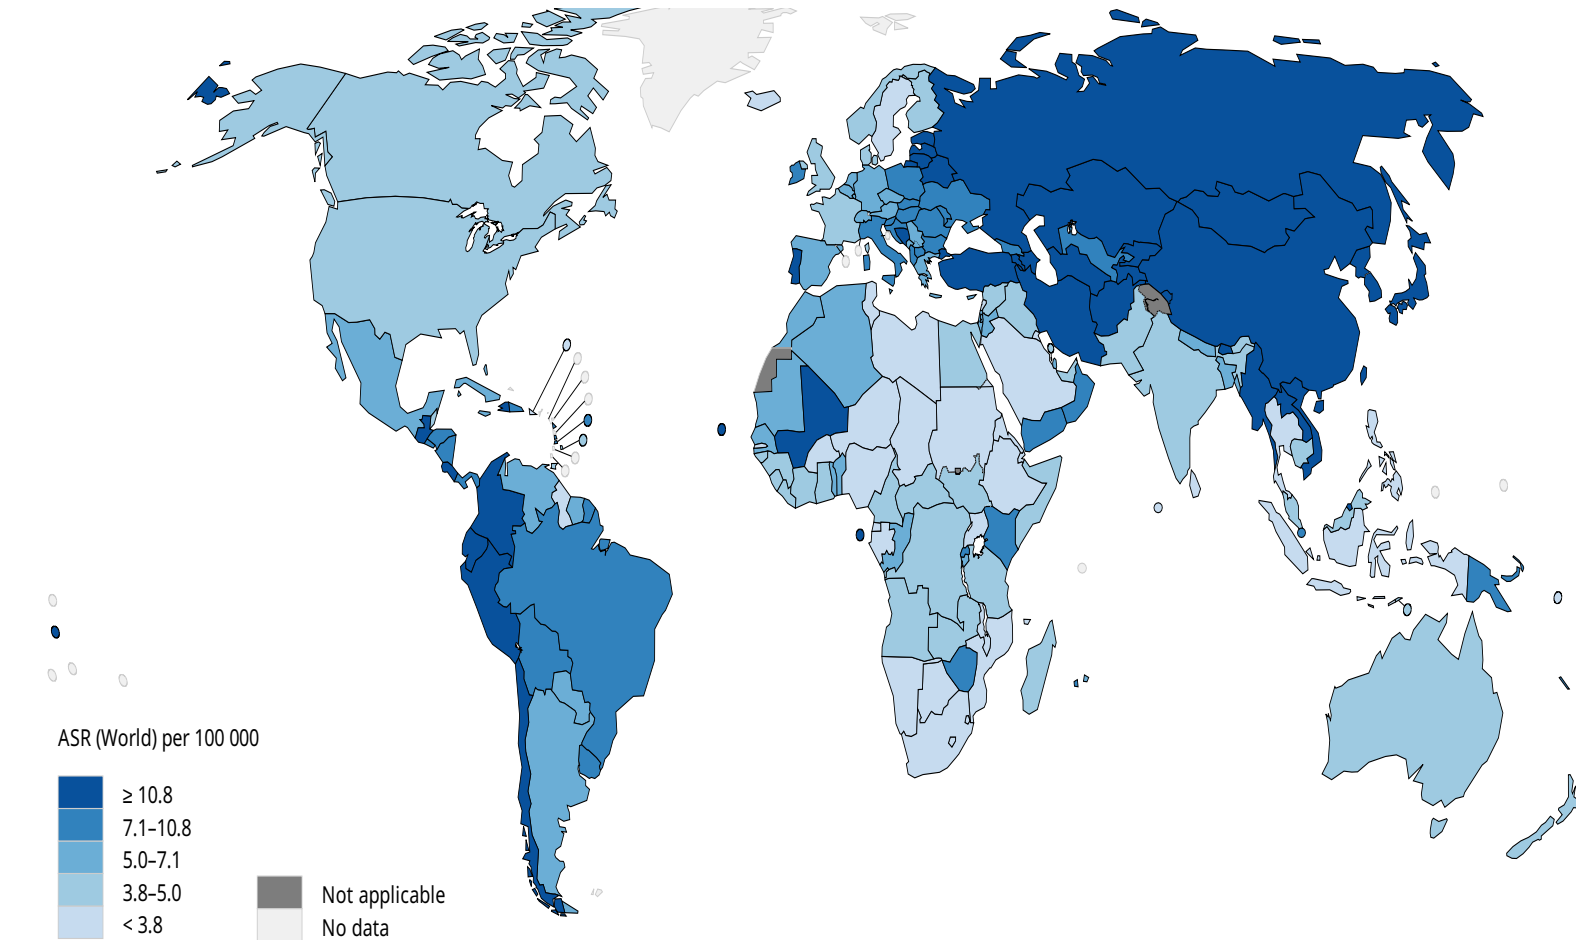 ASR (World) per 100 000
≥ 10.8
7.1–10.8
5.0–7.1
3.8–5.0
< 3.8
Not applicable
No data